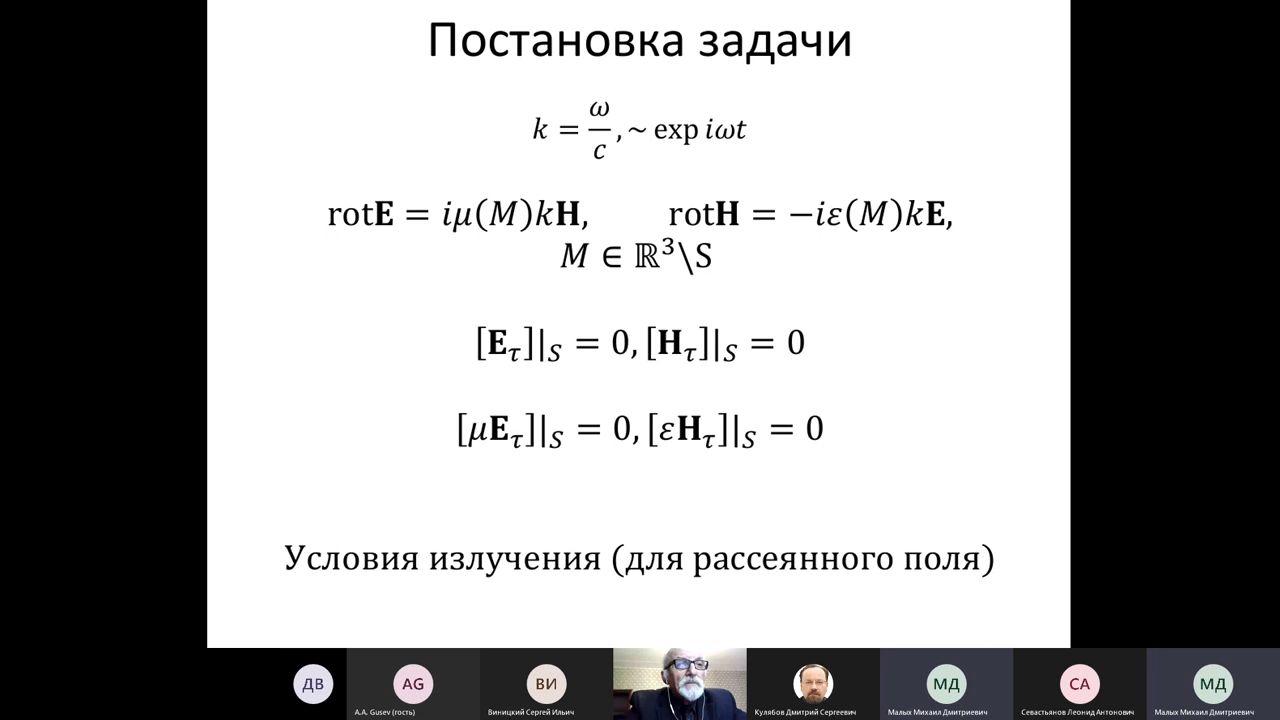 Постановка задачи
k = ω/c, ~ exp iωt
rotE = iμ(M)kH, rotH = −iε(M)kE,
M ∈ ℝ³\S
[E_τ]|_S = 0, [H_τ]|_S = 0
[μE_τ]|_S = 0, [εH_τ]|_S = 0
Условия излучения (для рассеянного поля)
ДВ AG ВИ МД СА МД
A.A. Gusev (гость) Виницкий Сергей Ильич Кулябов Дмитрий Сергеевич Малых Михаил Дмитриевич Севастьянов Леонид Антонович Малых Михаил Дмитриевич